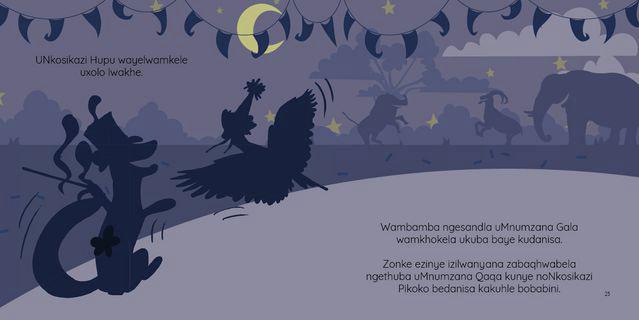 UNkosikazi Hupu wayelwamkele
uxolo lwakhe.
Wambamba ngesandla uMnumzana Gala
wamkhokela ukuba baye kudanisa.
Zonke ezinye izilwanyana zabaqhwabela
ngethuba uMnumzana Qaqa kunye noNkosikazi
Pikoko bedanisa kakuhle bobabini.
25